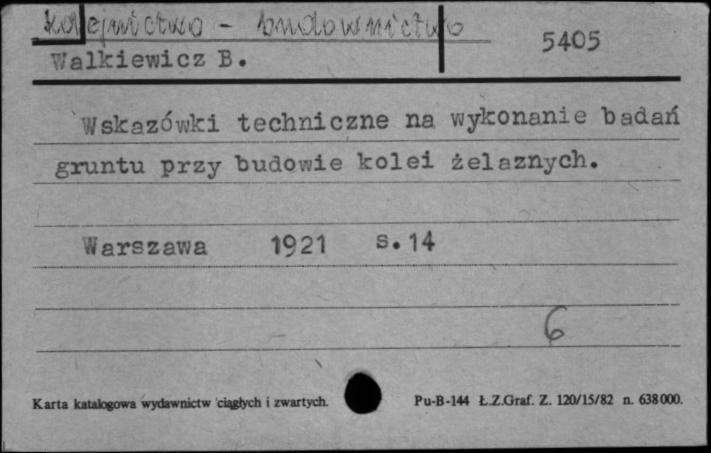 kolejnictwo - budownictwo
5405
Walkiewicz B.
Wskazówki techniczne na wykonanie badań
gruntu przy budowie kolei żelaznych.
Warszawa 1921 s.14
6
Karta katalogowa wydawnictw ciągłych i zwartych. Pu-B-144 Ł.Z.Graf. Z. 120/15/82 n. 638000.